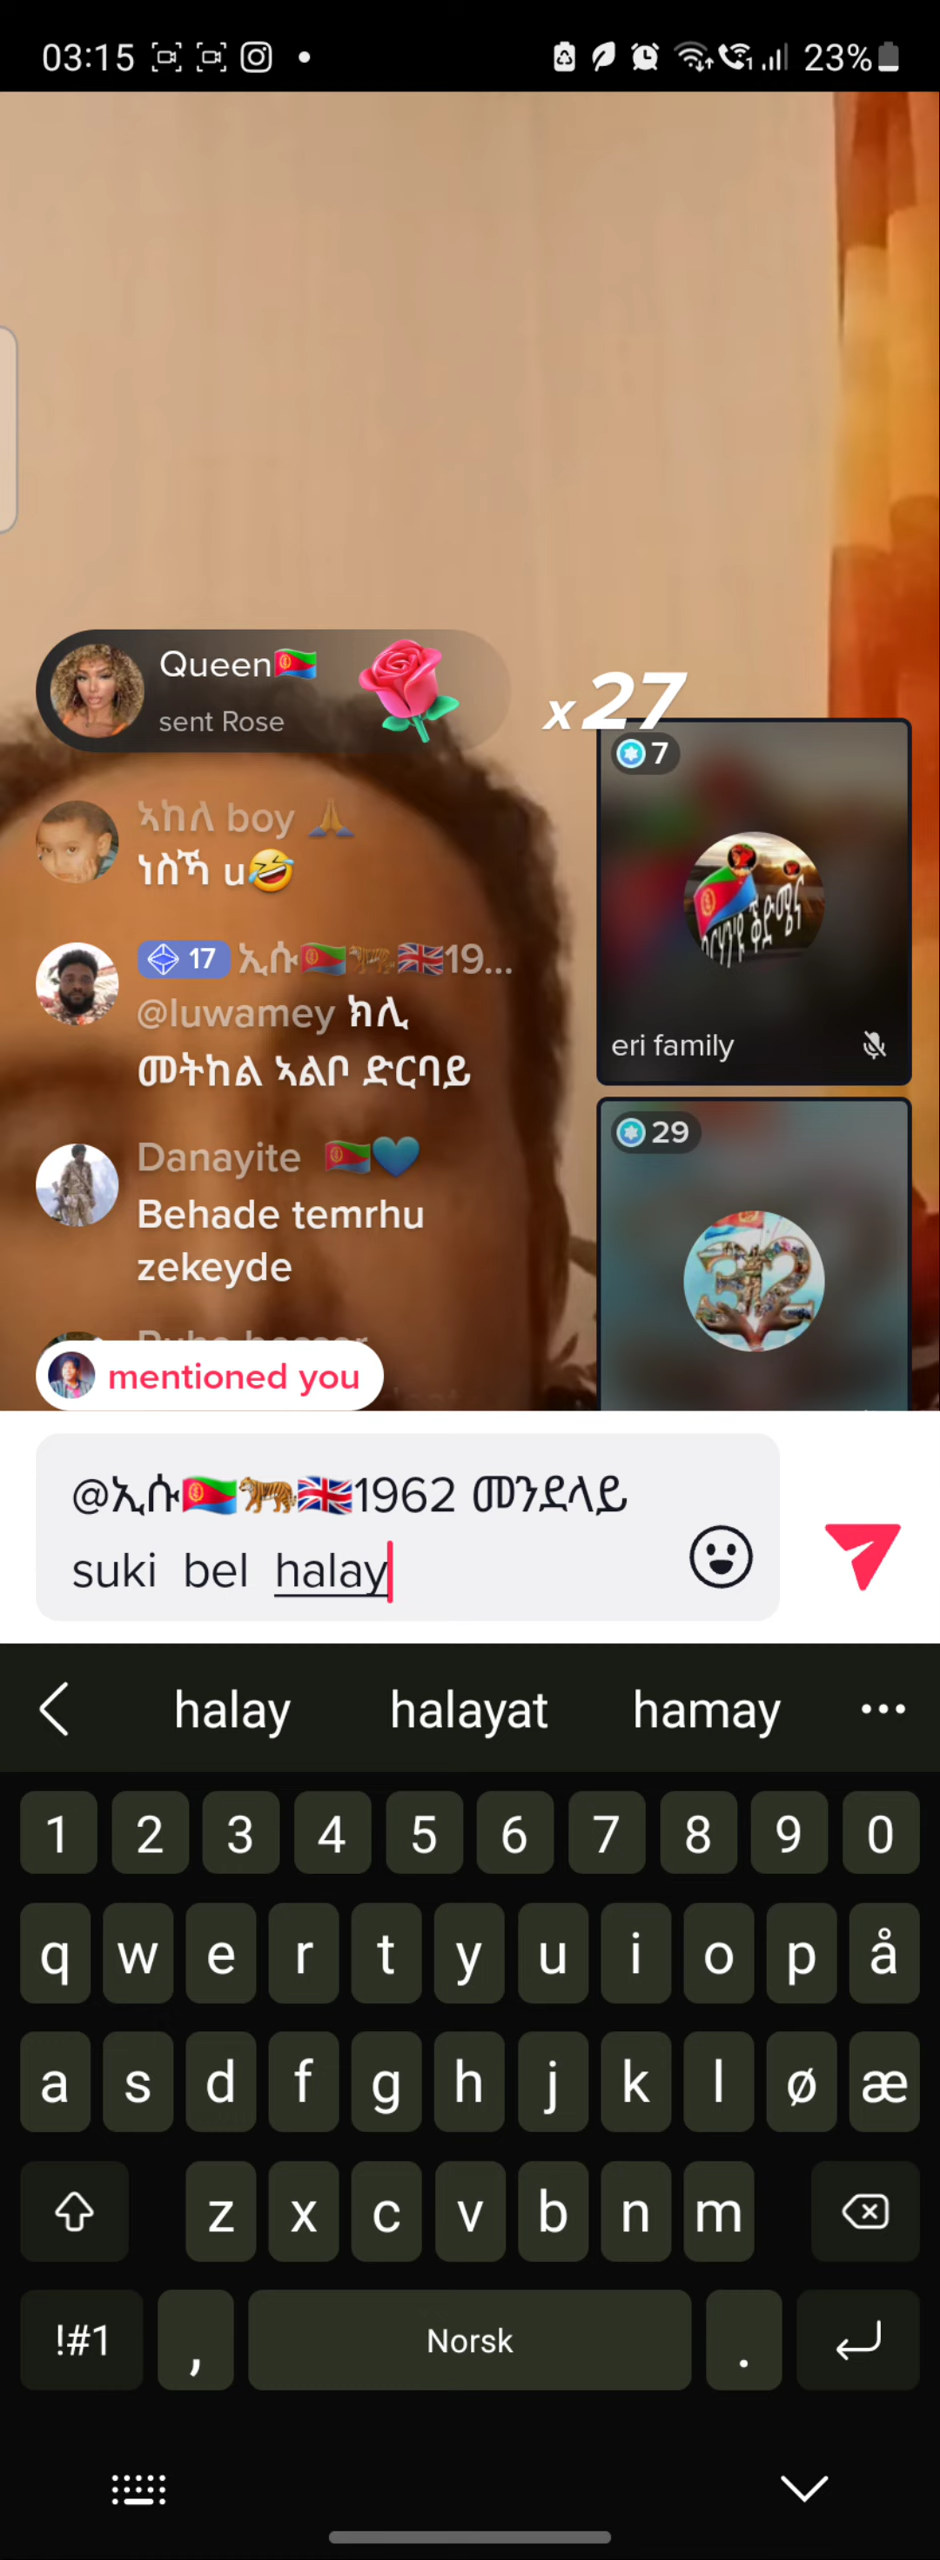 03:15
23%
Queen🇪🇷
sent Rose
x27
7
ኣከለ boy 🙏
ነስኻ u🤣
17 ኢሱ🇪🇷🐅🇬🇧19...
@luwamey ክሊ
መትከል ኣልቦ ድርባይ
eri family
29
Danayite 🇪🇷💙
Behade temrhu
zekeyde
32
mentioned you
@ኢሱ🇪🇷🐅🇬🇧1962 መንደላይ
suki bel halay
halay halayat hamay
1 2 3 4 5 6 7 8 9 0
q w e r t y u i o p å
a s d f g h j k l ø æ
z x c v b n m
!#1 , Norsk .